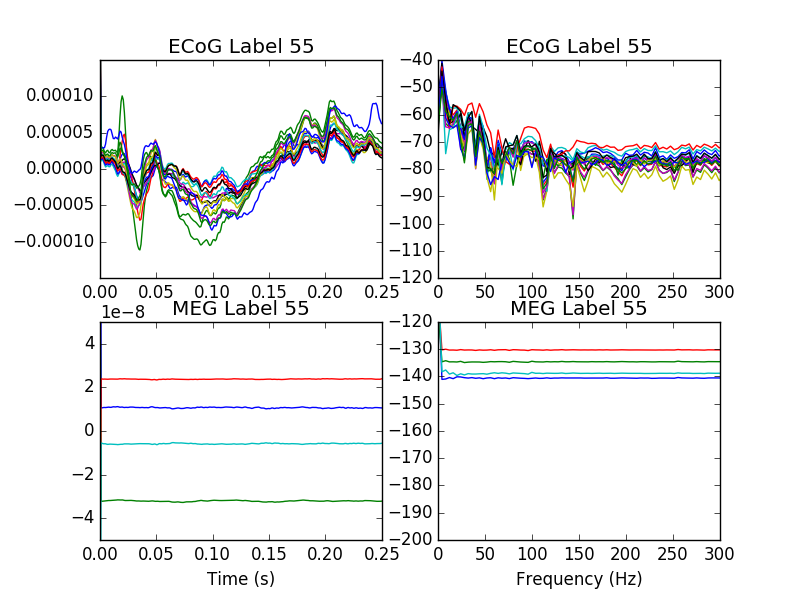 ECoG Label 55
0.00010
0.00005
0.00000
−0.00005
−0.00010
0.00 0.05 0.10 0.15 0.20 0.25
ECoG Label 55
−40
−50
−60
−70
−80
−90
−100
−110
−120
0 50 100 150 200 250 300
MEG Label 55
1e−8
4
2
0
−2
−4
0.00 0.05 0.10 0.15 0.20 0.25
Time (s)
MEG Label 55
−120
−130
−140
−150
−160
−170
−180
−190
−200
0 50 100 150 200 250 300
Frequency (Hz)